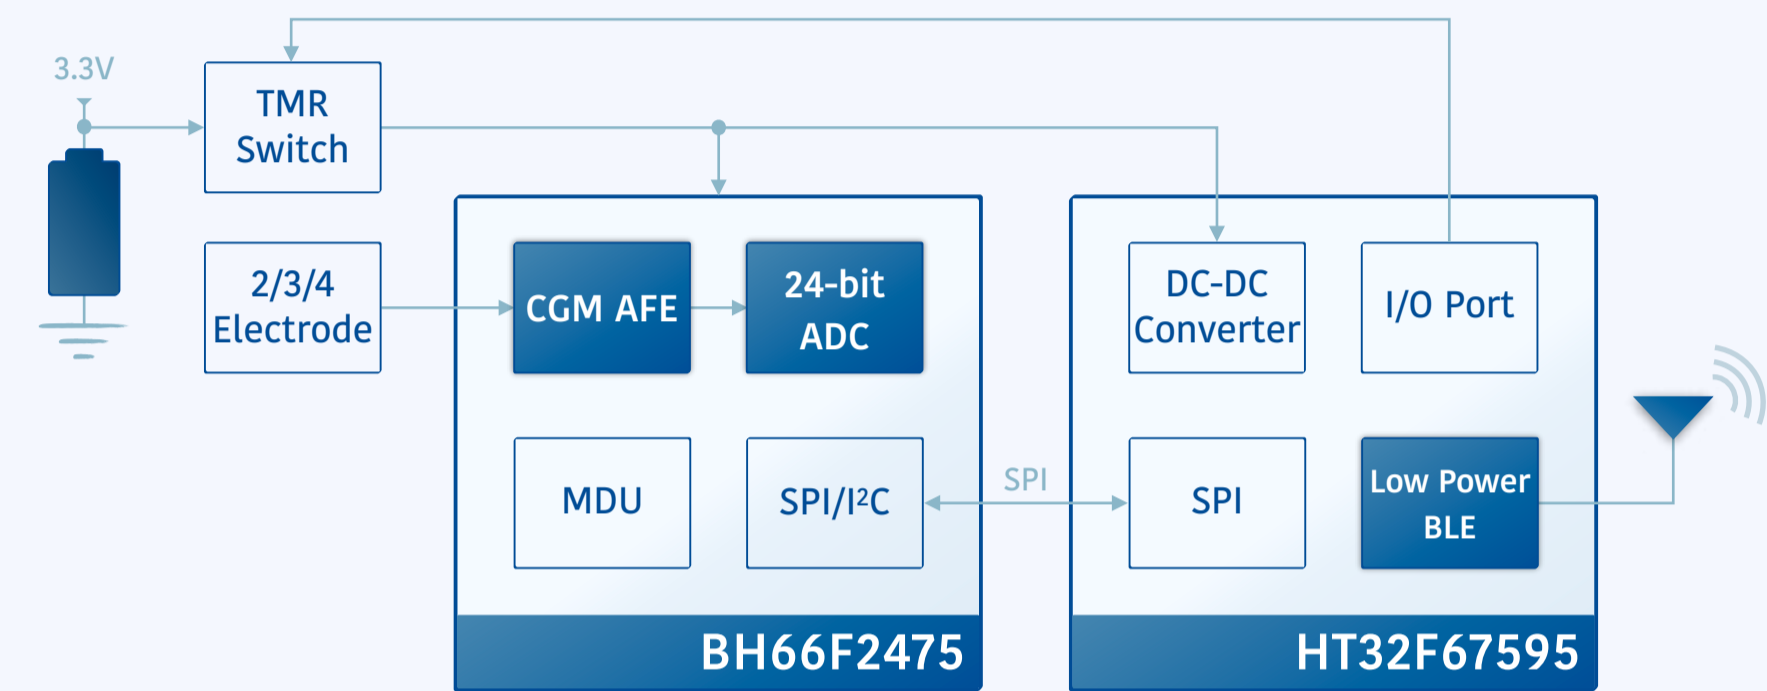 3.3V
TMR
Switch
2/3/4
Electrode
CGM AFE
24-bit
ADC
MDU
SPI/I²C
BH66F2475
SPI
DC-DC
Converter
I/O Port
SPI
Low Power
BLE
HT32F67595